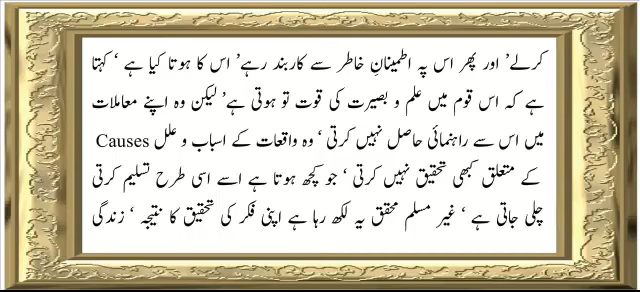 کرلے’ اور پھر اس پہ اطمینانِ خاطر سے کاربند رہے’ اس کا ہوتا کیا ہے ‘ کہتا
ہے کہ اس قوم میں علم و بصیرت کی قوت تو ہوتی ہے’ لیکن وہ اپنے معاملات
میں اس سے راہنمائی حاصل نہیں کرتی ‘ وہ واقعات کے اسباب و علل Causes
کے متعلق کبھی تحقیق نہیں کرتی ‘ جو کچھ ہوتا ہے اسے اسی طرح تسلیم کرتی
چلی جاتی ہے ‘ غیر مسلم محقق یہ لکھ رہا ہے اپنی فکر کی تحقیق کا نتیجہ ‘ زندگی